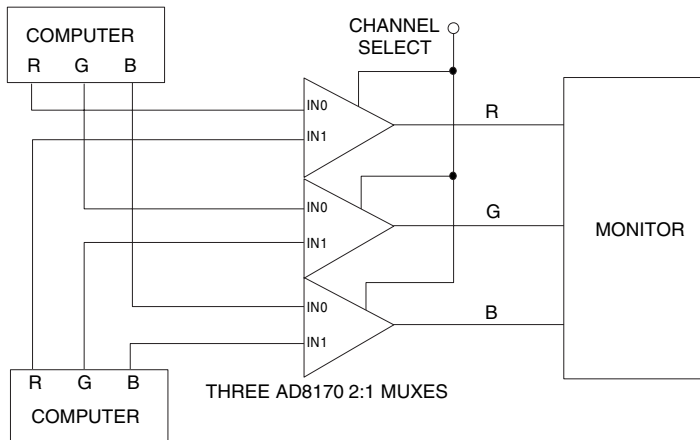 COMPUTER
R G B
CHANNEL
SELECT
IN0
IN1
R
IN0
IN1
G
IN0
IN1
B
MONITOR
R G B
COMPUTER
THREE AD8170 2:1 MUXES